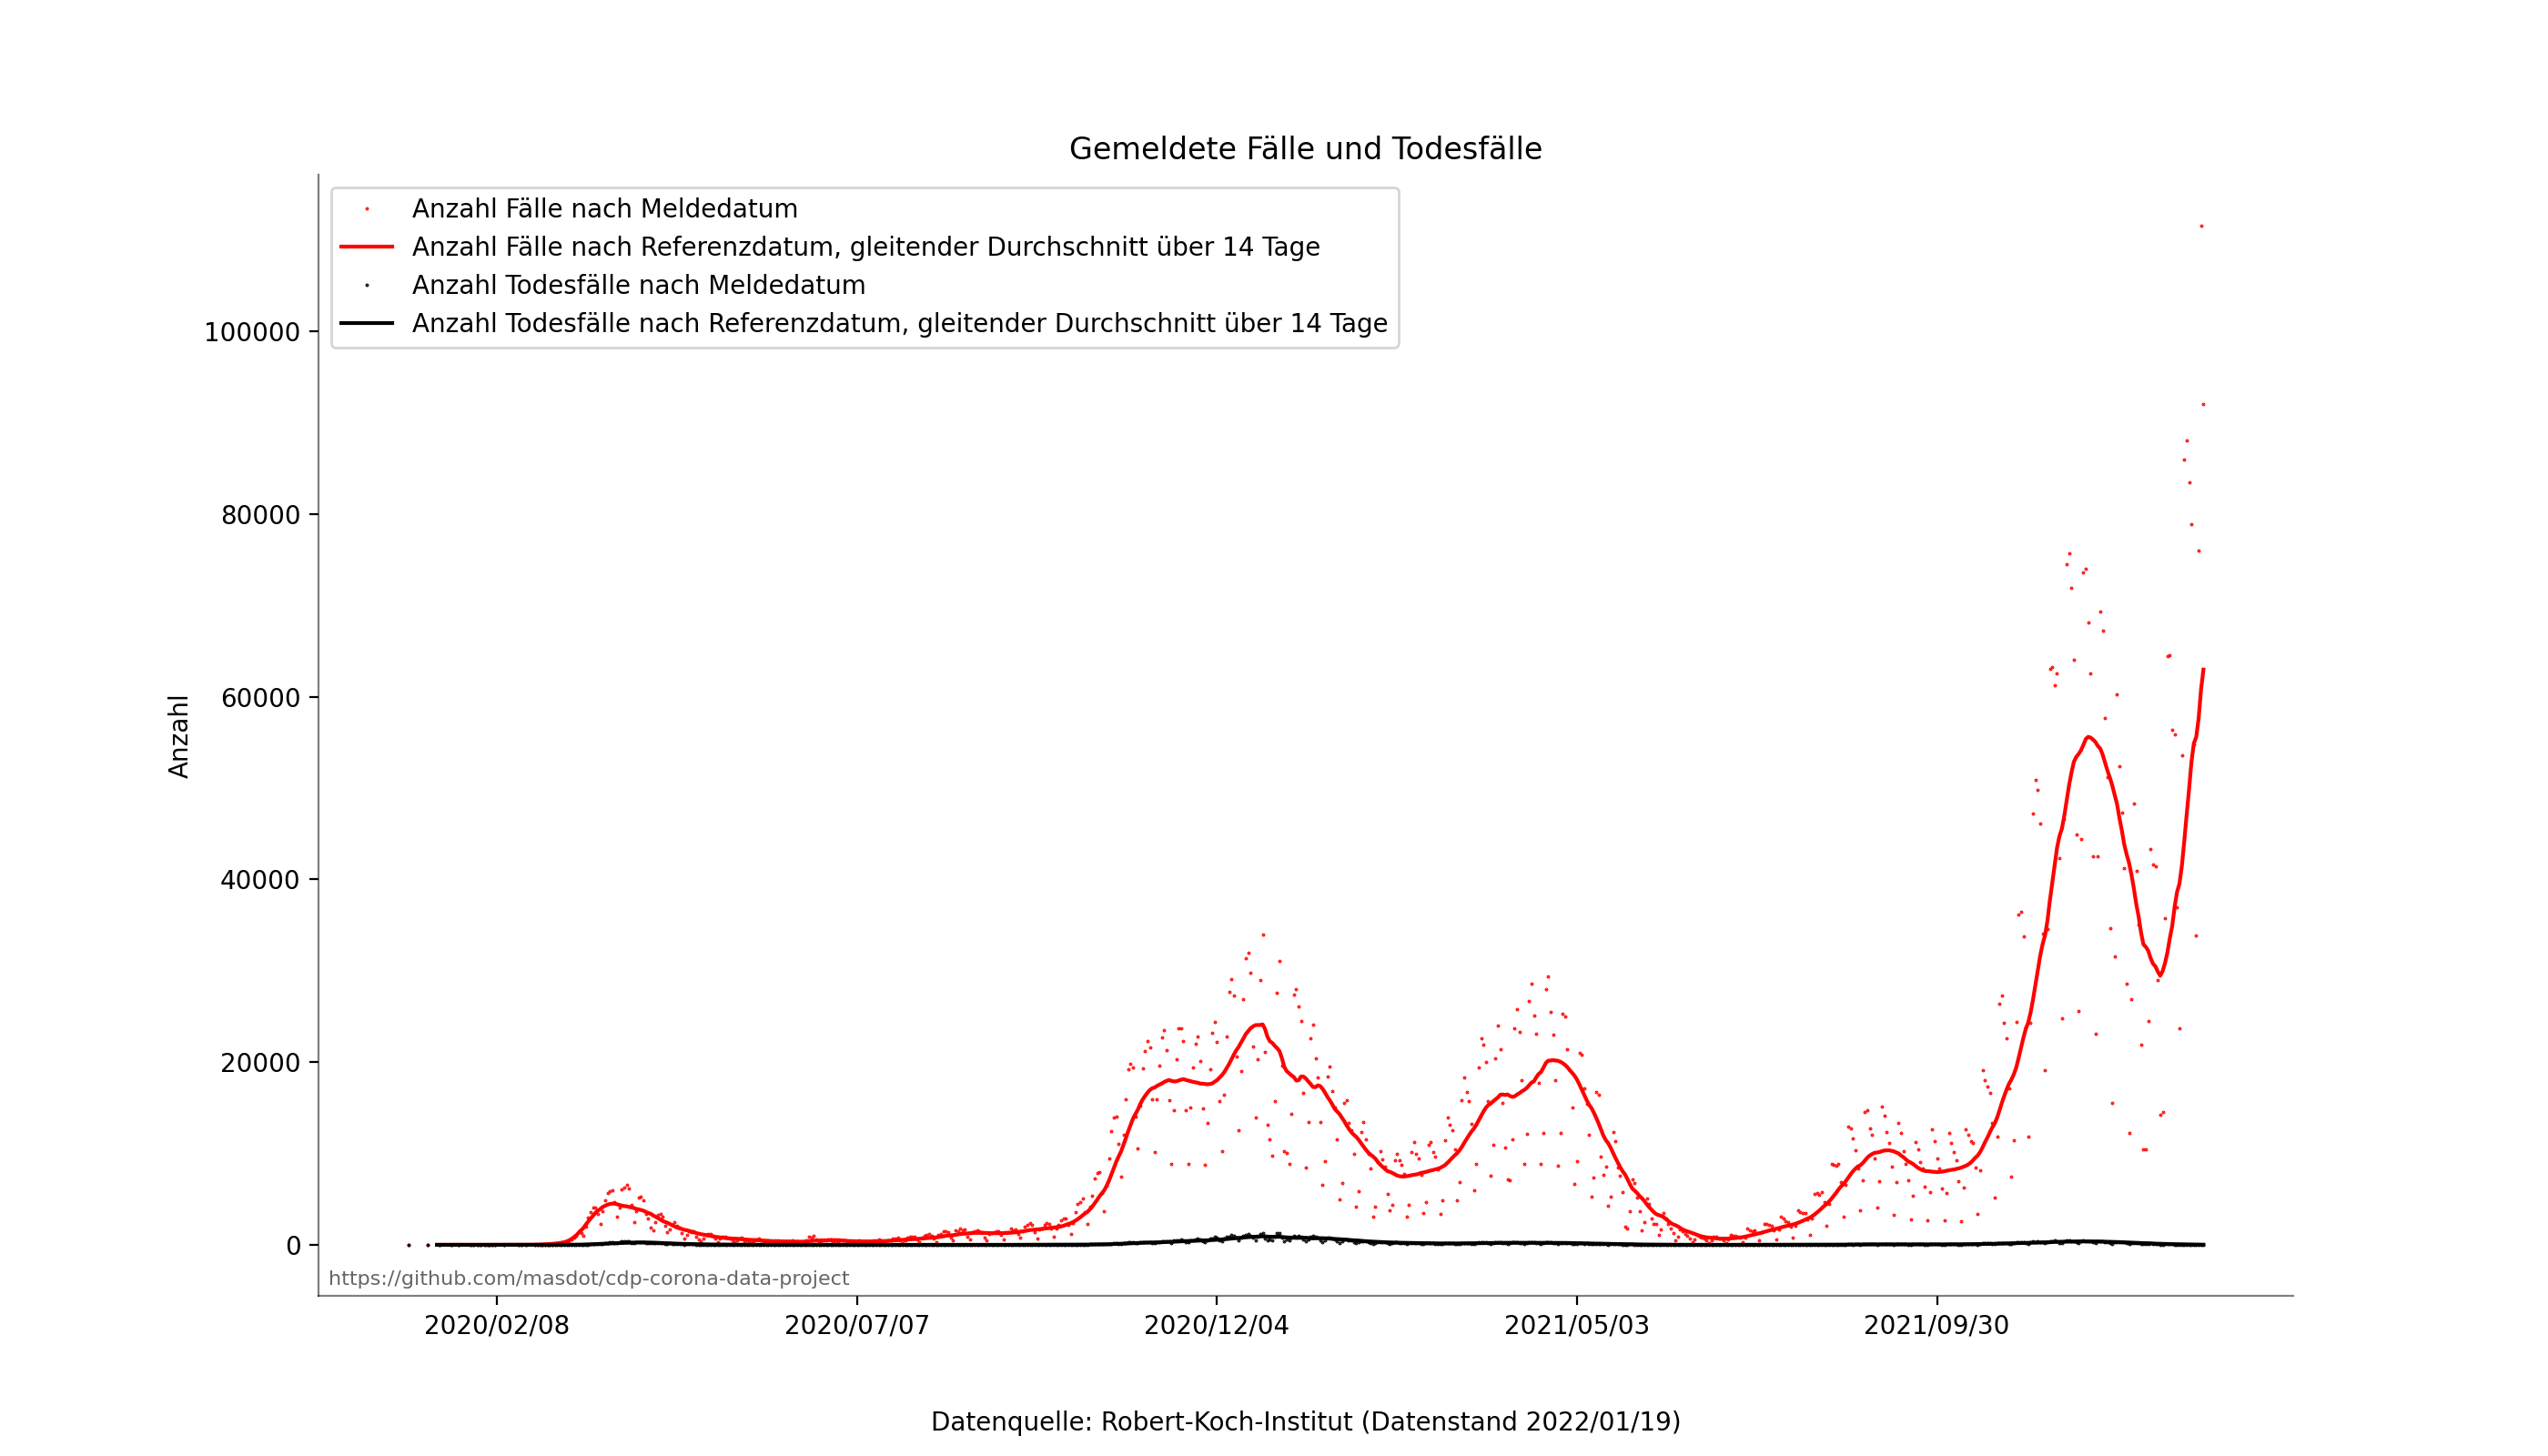 Gemeldete Fälle und Todesfälle
Anzahl Fälle nach Meldedatum
Anzahl Fälle nach Referenzdatum, gleitender Durchschnitt über 14 Tage
Anzahl Todesfälle nach Meldedatum
Anzahl Todesfälle nach Referenzdatum, gleitender Durchschnitt über 14 Tage
100000
80000
60000
40000
20000
0
Anzahl
https://github.com/masdot/cdp-corona-data-project
2020/02/08
2020/07/07
2020/12/04
2021/05/03
2021/09/30
Datenquelle: Robert-Koch-Institut (Datenstand 2022/01/19)